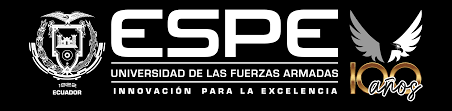 ESPE
UNIVERSIDAD DE LAS FUERZAS ARMADAS
INNOVACIÓN PARA LA EXCELENCIA
ECUADOR
100
años